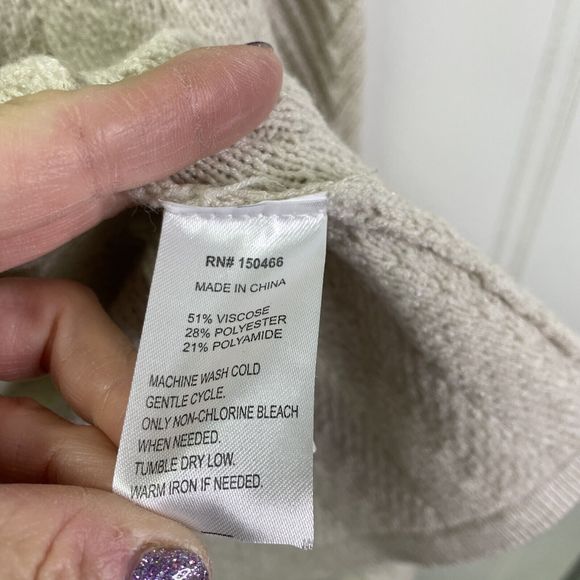 RN# 150466
MADE IN CHINA
51% VISCOSE
28% POLYESTER
21% POLYAMIDE
MACHINE WASH COLD
GENTLE CYCLE.
ONLY NON-CHLORINE BLEACH
WHEN NEEDED.
TUMBLE DRY LOW.
WARM IRON IF NEEDED.